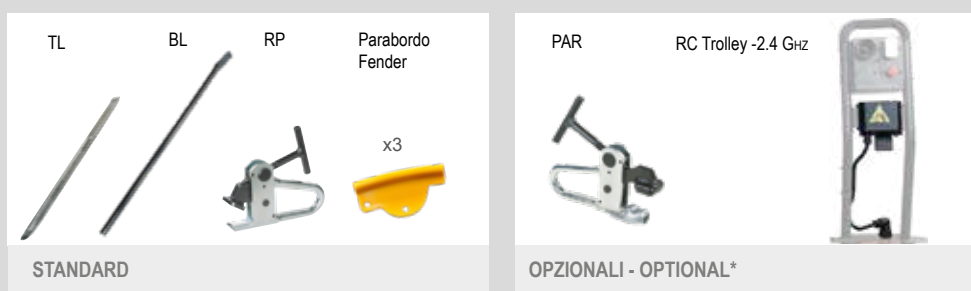 TL
BL
RP
Parabordo
Fender
x3
STANDARD
PAR
RC Trolley -2.4 GHZ
OPZIONALI - OPTIONAL*